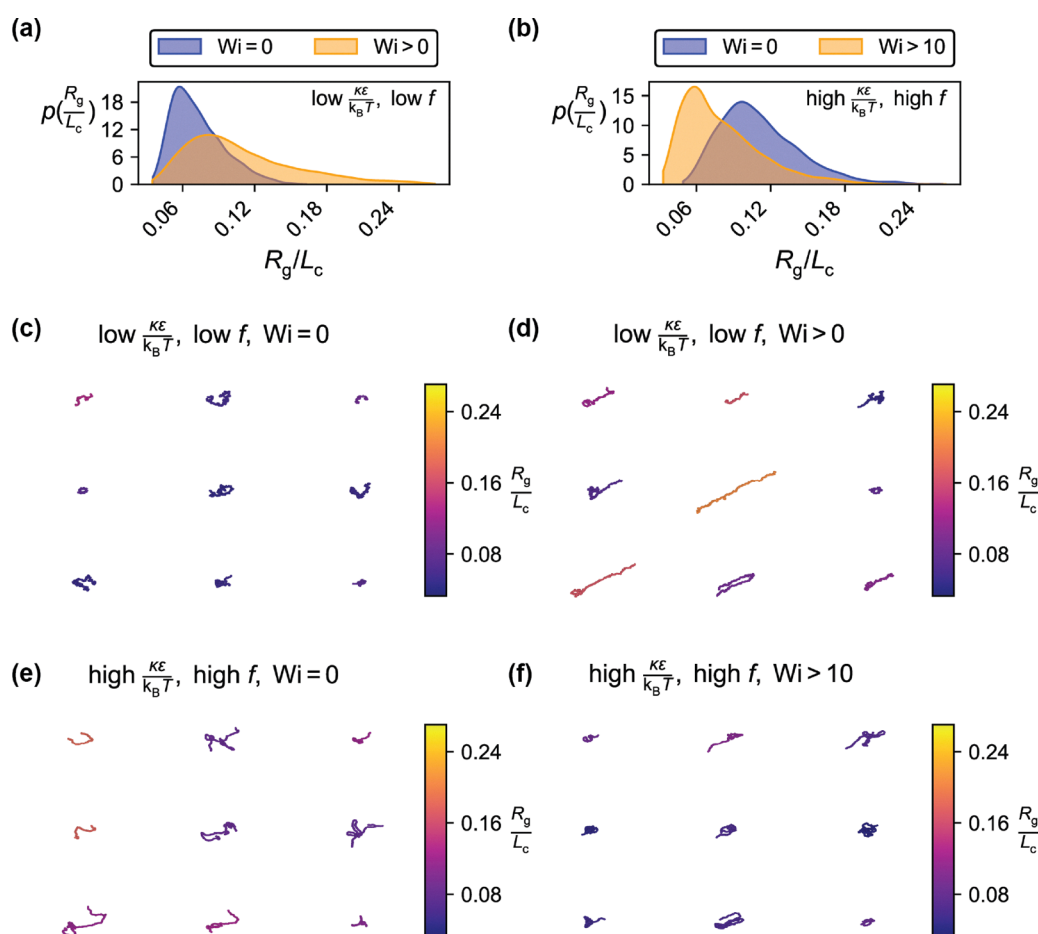 (a)
Wi = 0 Wi > 0
p(Rg/Lc)
18
12
6
0
low κε/kBT, low f
0.06 0.12 0.18 0.24
Rg/Lc
(b)
Wi = 0 Wi > 10
p(Rg/Lc)
15
10
5
0
high κε/kBT, high f
0.06 0.12 0.18 0.24
Rg/Lc
(c) low κε/kBT, low f, Wi = 0
0.24
0.16
0.08
Rg/Lc
(d) low κε/kBT, low f, Wi > 0
0.24
0.16
0.08
Rg/Lc
(e) high κε/kBT, high f, Wi = 0
0.24
0.16
0.08
Rg/Lc
(f) high κε/kBT, high f, Wi > 10
0.24
0.16
0.08
Rg/Lc